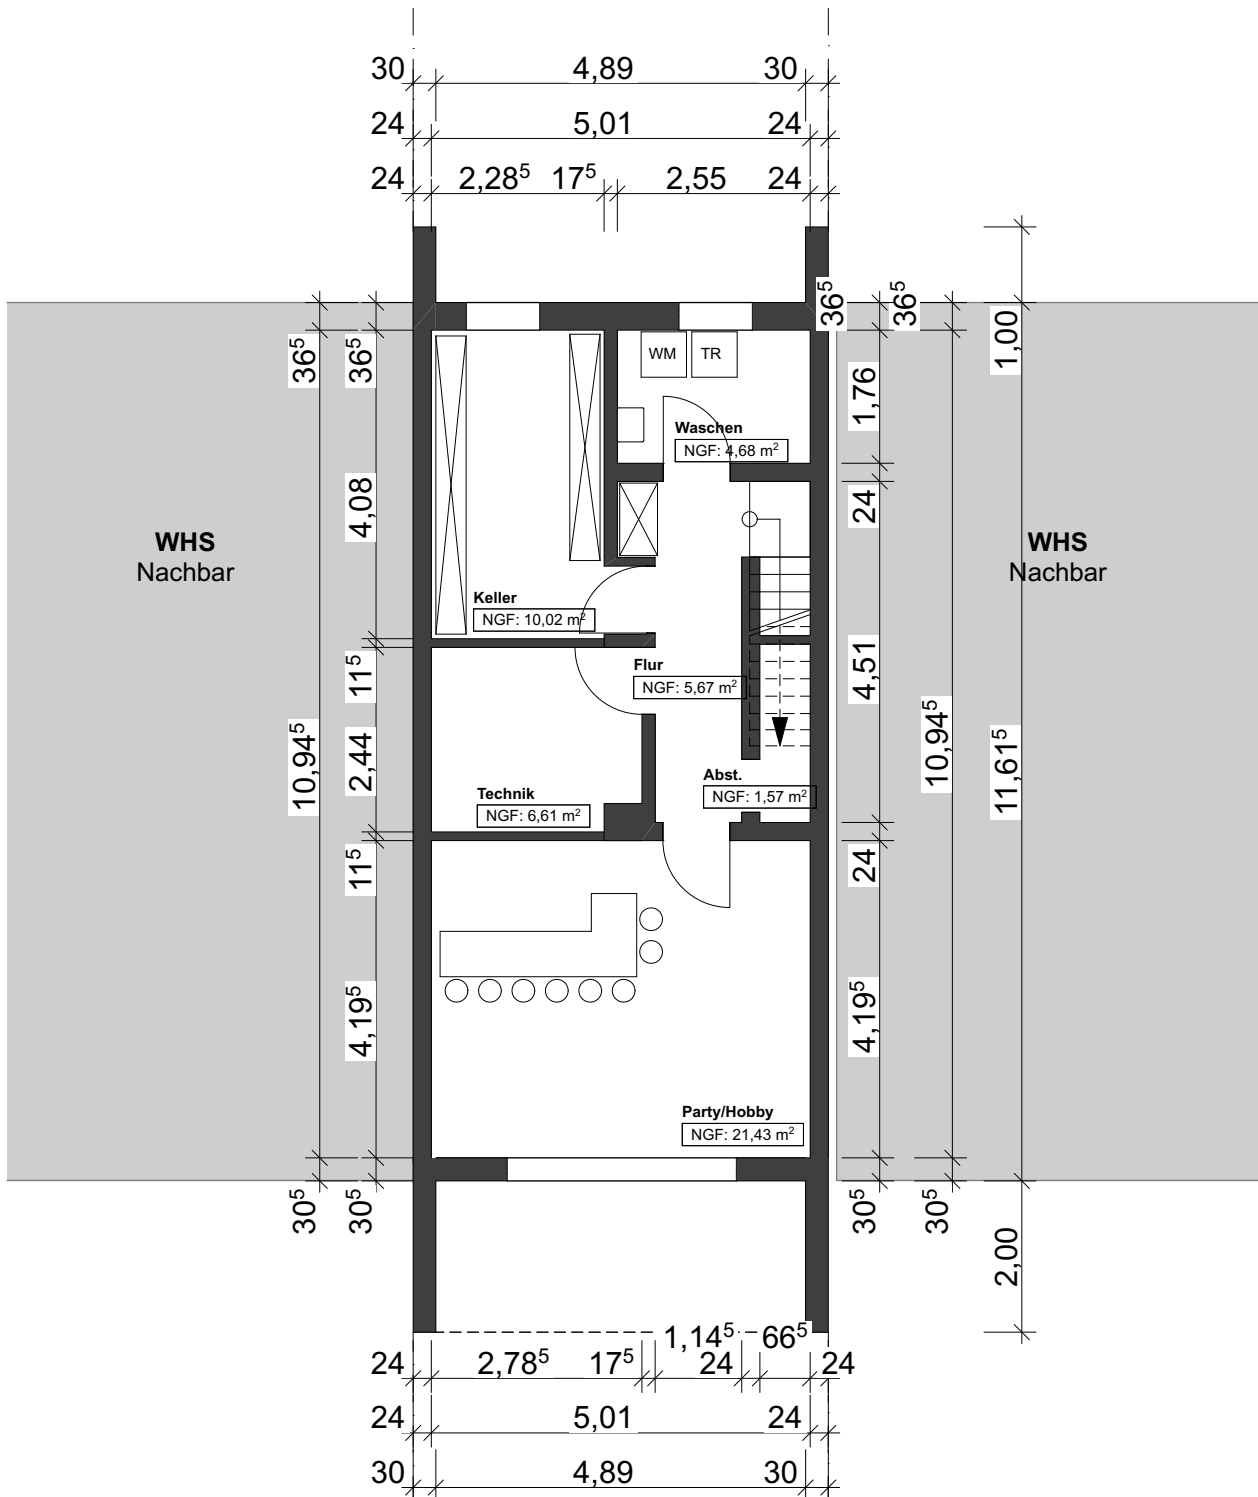 30 4,89 30
24 5,01 24
24 2,28⁵ 17⁵ 2,55 24
36⁵ 36⁵
36⁵ 36⁵
1,00
1,76
WM TR
Waschen
NGF: 4,68 m²
4,08
24
WHS
Nachbar
WHS
Nachbar
Keller
NGF: 10,02 m²
Flur
NGF: 5,67 m²
11⁵
4,51
10,94⁵
2,44
10,94⁵
11,61⁵
Abst.
NGF: 1,57 m²
Technik
NGF: 6,61 m²
11⁵
24
4,19⁵
4,19⁵
Party/Hobby
NGF: 21,43 m²
30⁵ 30⁵
30⁵ 30⁵
2,00
1,14⁵ 66⁵
24 2,78⁵ 17⁵ 24 24
24 5,01 24
30 4,89 30